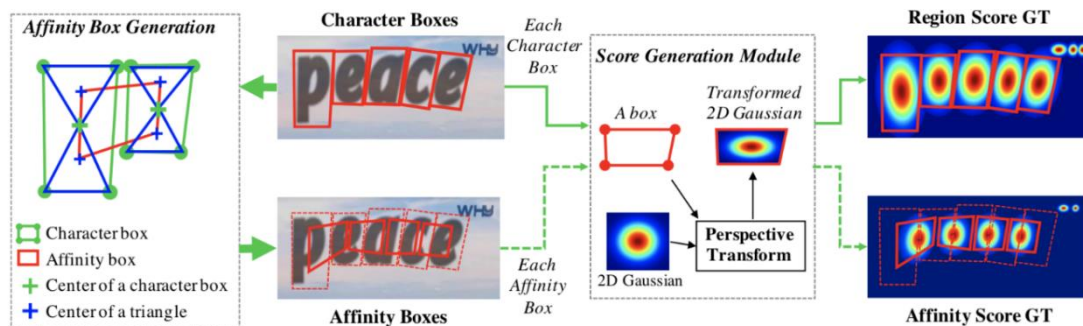 Affinity Box Generation
Character box
Affinity box
Center of a character box
Center of a triangle
Character Boxes
WHY
peace
WHY
peace
Affinity Boxes
Each
Character
Box
Each
Affinity
Box
Score Generation Module
A box
Transformed
2D Gaussian
2D Gaussian
Perspective
Transform
Region Score GT
Affinity Score GT